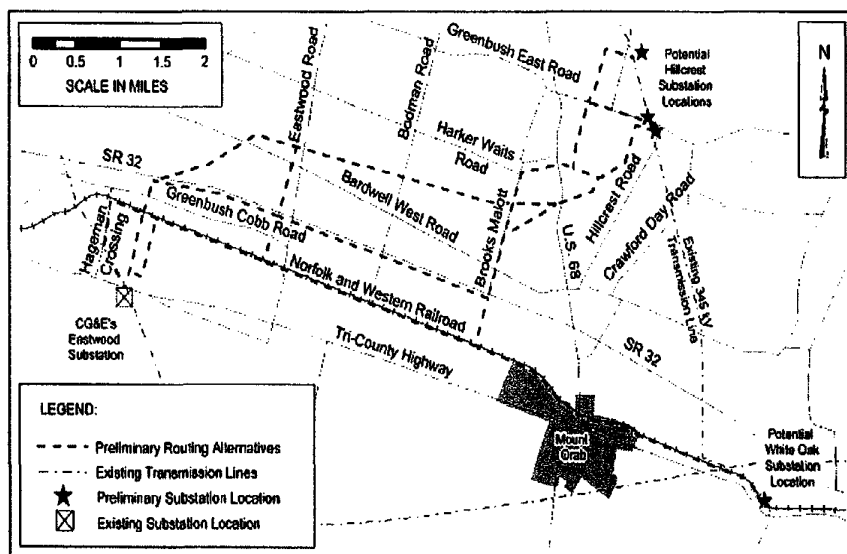 0 0.5 1 2
SCALE IN MILES
Greenbush East Road
Potential
Hillcrest
Substation
Locations
N
Eastwood Road
Bodman Road
Harker Waits
Road
SR 32
Bardwell West Road
Greenbush Cobb Road
Hageman
Crossing
Brooks Malott
U.S. 68
Hillcrest Road
Crawford Day Road
Existing 345 kV
Transmission Line
Norfolk and Western Railroad
CG&E's
Eastwood
Substation
Tri-County Highway
SR 32
LEGEND:
Preliminary Routing Alternatives
Existing Transmission Lines
Preliminary Substation Location
Existing Substation Location
Mount
Orab
Potential
White Oak
Substation
Location